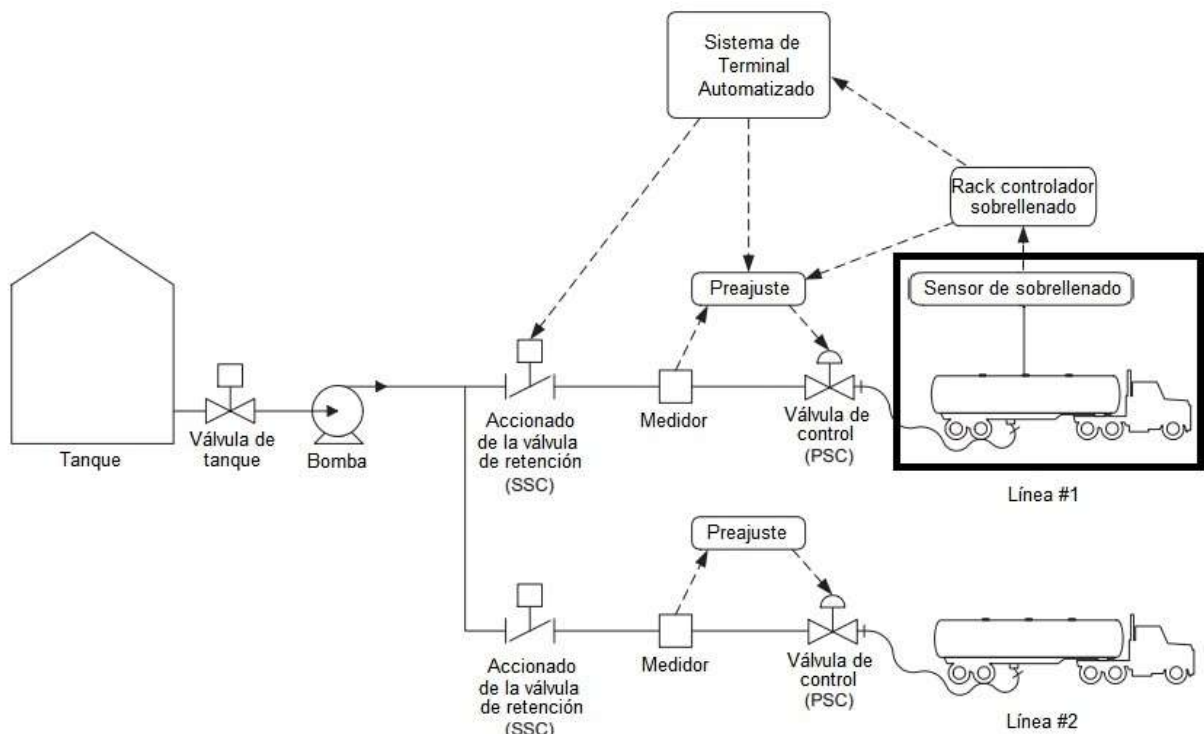 Sistema de
Terminal
Automatizado
Rack controlador
sobrellenado
Preajuste
Sensor de sobrellenado
Tanque
Válvula de
tanque
Bomba
Accionado
de la válvula
de retención
(SSC)
Medidor
Válvula de
control
(PSC)
Línea #1
Preajuste
Accionado
de la válvula
de retención
(SSC)
Medidor
Válvula de
control
(PSC)
Línea #2